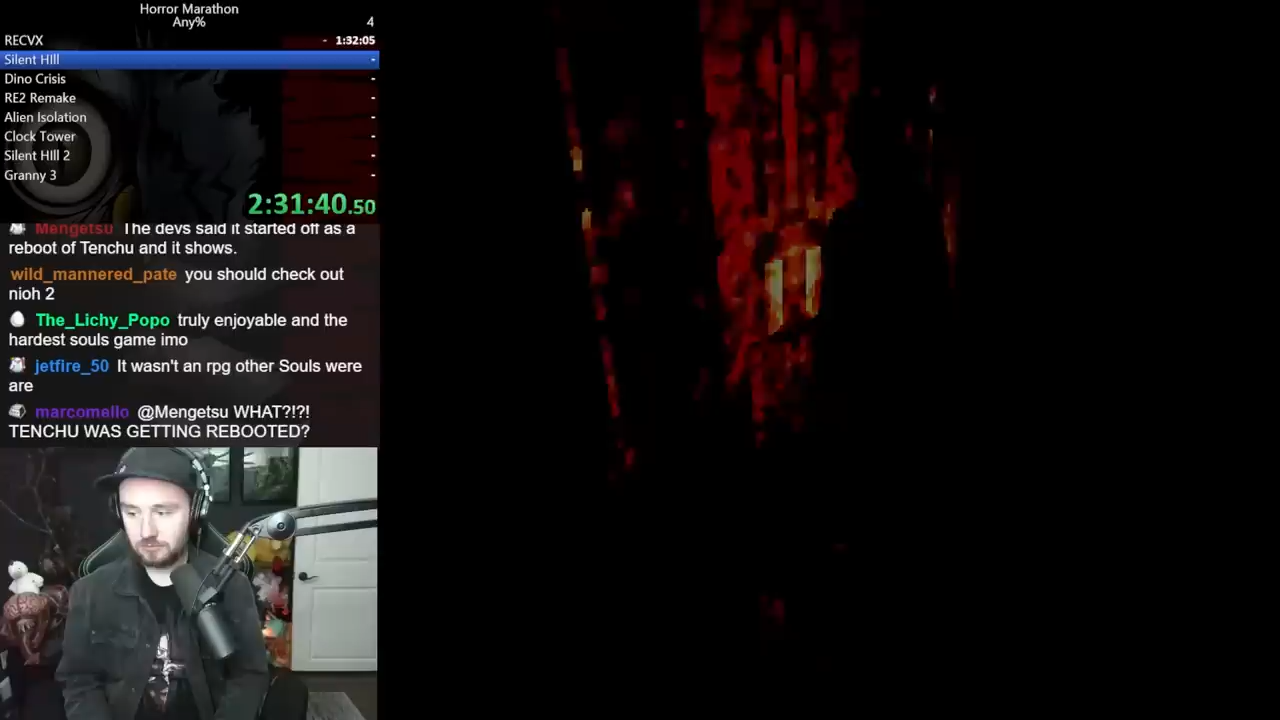 Horror Marathon
Any%
4
RECVX - 1:32:05
Silent HIll -
Dino Crisis -
RE2 Remake -
Alien Isolation -
Clock Tower -
Silent HIll 2 -
Granny 3 -
2:31:40.50
Mengetsu The devs said it started off as a
reboot of Tenchu and it shows.
wild_mannered_pate you should check out
nioh 2
The_Lichy_Popo truly enjoyable and the
hardest souls game imo
jetfire_50 It wasn't an rpg other Souls were
are
marcomello @Mengetsu WHAT?!?!
TENCHU WAS GETTING REBOOTED?